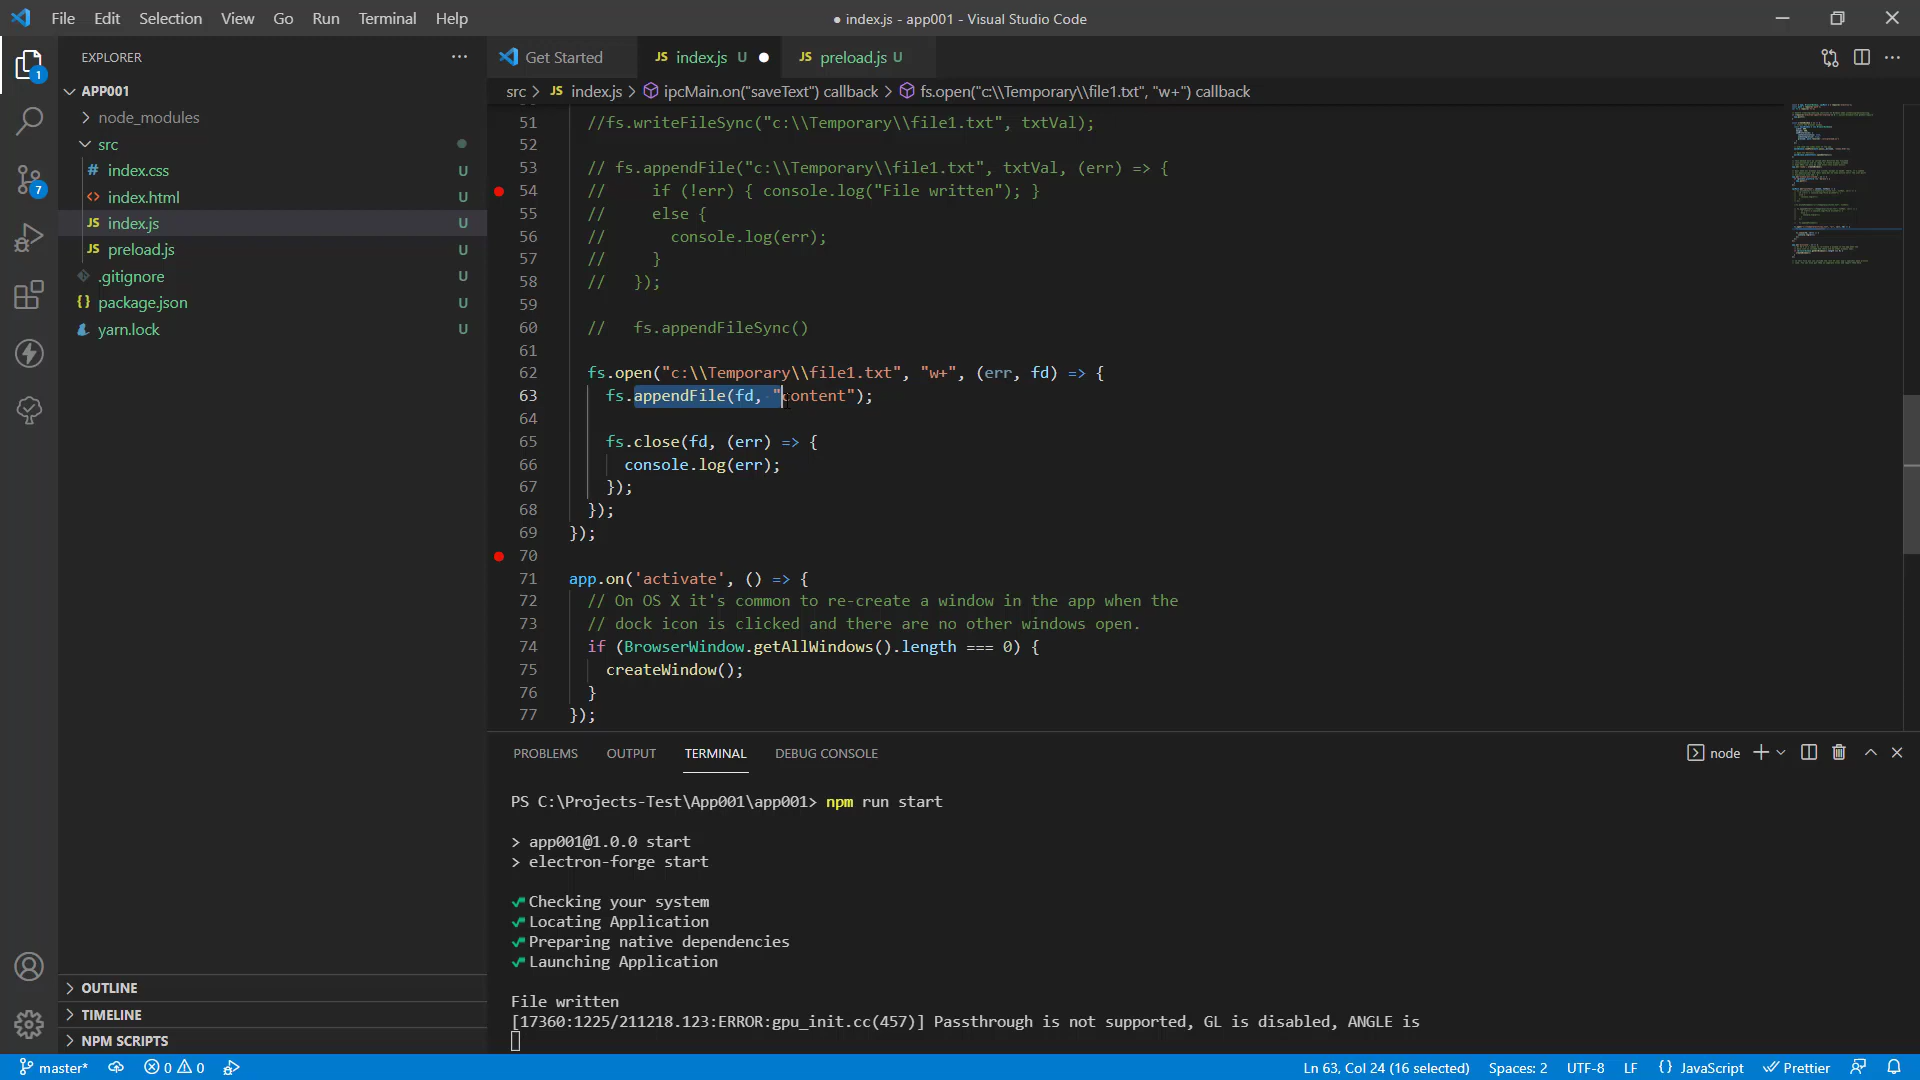 File Edit Selection View Go Run Terminal Help
● index.js - app001 - Visual Studio Code
EXPLORER
Get Started
JS index.js U
JS preload.js U
APP001
src > JS index.js > ipcMain.on("saveText") callback > fs.open("c:\\Temporary\\file1.txt", "w+") callback
node_modules
src
# index.css U
<> index.html U
JS index.js U
JS preload.js U
.gitignore U
{} package.json U
yarn.lock U
1
7
51 //fs.writeFileSync("c:\\Temporary\\file1.txt", txtVal);
52
53 // fs.appendFile("c:\\Temporary\\file1.txt", txtVal, (err) => {
54 // if (!err) { console.log("File written"); }
55 // else {
56 // console.log(err);
57 // }
58 // });
59
60 // fs.appendFileSync()
61
62 fs.open("c:\\Temporary\\file1.txt", "w+", (err, fd) => {
63 fs.appendFile(fd, "content");
64
65 fs.close(fd, (err) => {
66 console.log(err);
67 });
68 });
69 });
70
71 app.on('activate', () => {
72 // On OS X it's common to re-create a window in the app when the
73 // dock icon is clicked and there are no other windows open.
74 if (BrowserWindow.getAllWindows().length === 0) {
75 createWindow();
76 }
77 });
PROBLEMS OUTPUT TERMINAL DEBUG CONSOLE
node
PS C:\Projects-Test\App001\app001> npm run start
> app001@1.0.0 start
> electron-forge start
✔Checking your system
✔Locating Application
✔Preparing native dependencies
✔Launching Application
File written
[17360:1225/211218.123:ERROR:gpu_init.cc(457)] Passthrough is not supported, GL is disabled, ANGLE is
OUTLINE
TIMELINE
NPM SCRIPTS
master* 0 0
Ln 63, Col 24 (16 selected) Spaces: 2 UTF-8 LF {} JavaScript Prettier